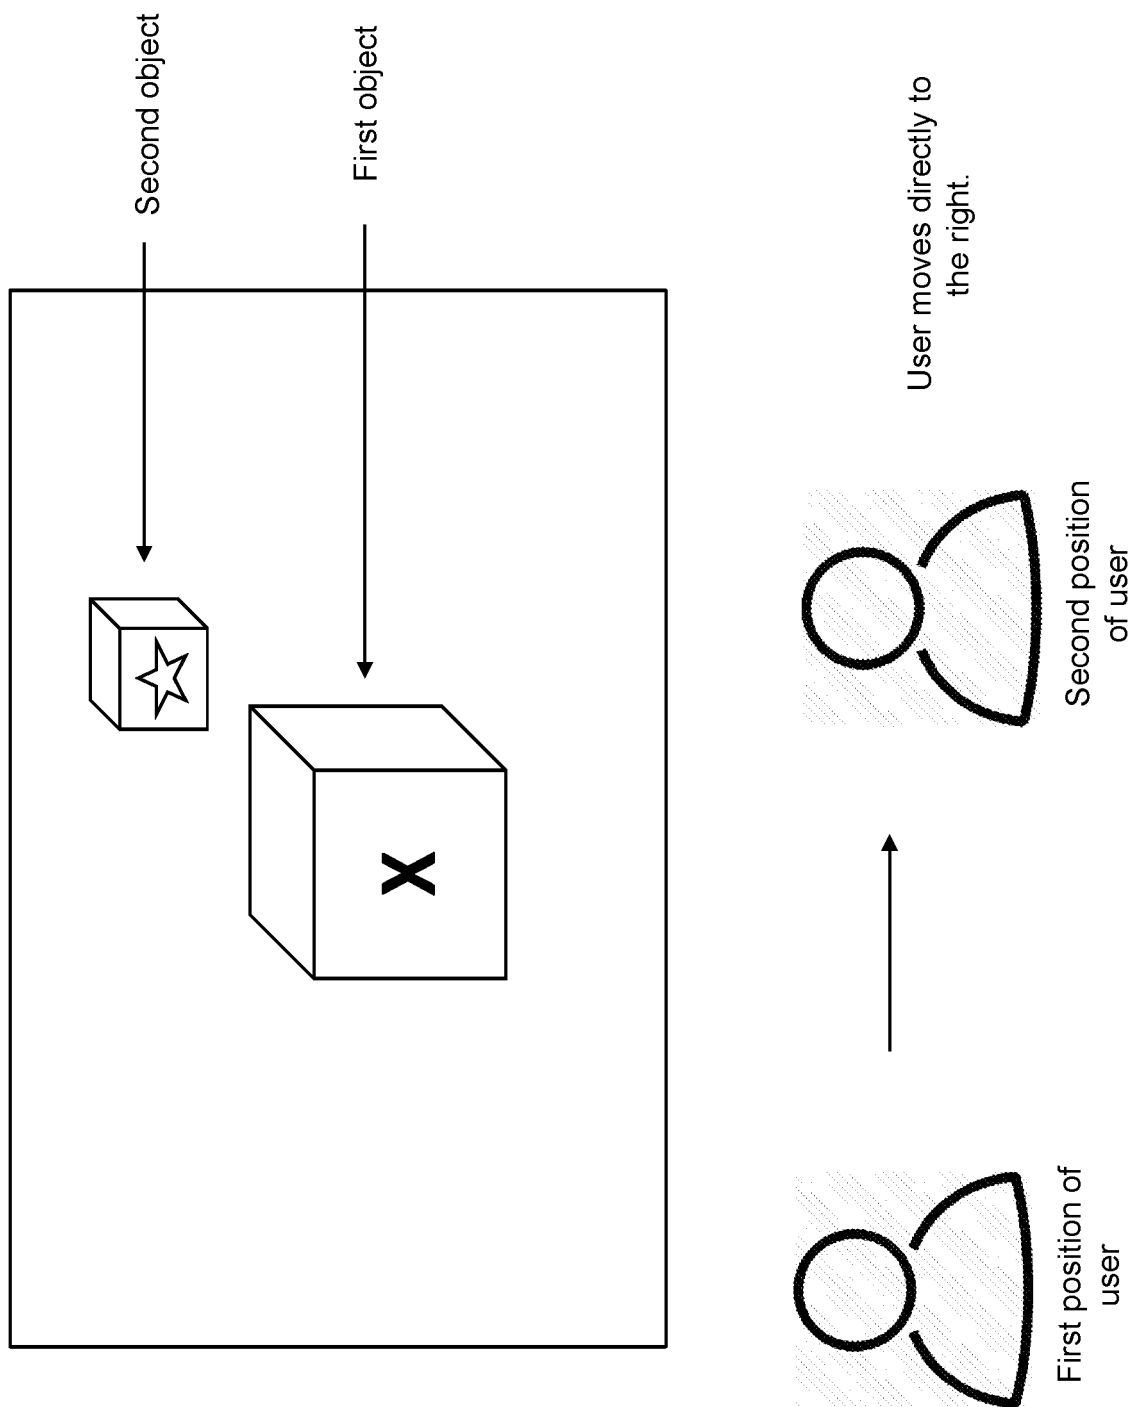 Second object
First object
X
User moves directly to
the right.
First position of
user
Second position
of user